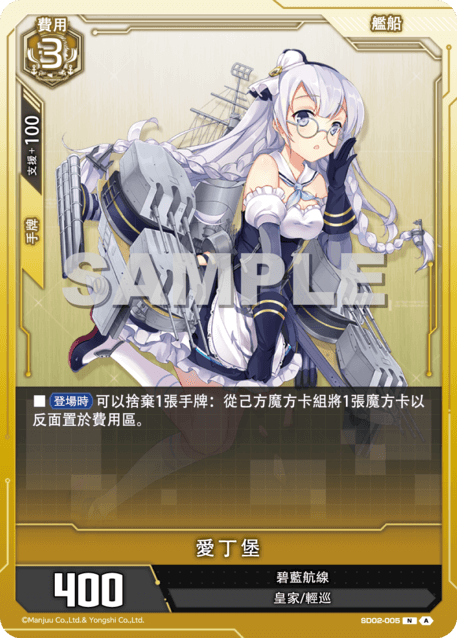 費用
3
艦船
支援+100
手牌
SAMPLE
■ 登場時 可以捨棄1張手牌：從己方魔方卡組將1張魔方卡以
反面置於費用區。
愛丁堡
400
碧藍航線
皇家/輕巡
©Manjuu Co.,Ltd.& Yongshi Co.,Ltd.
SD02-005 N A